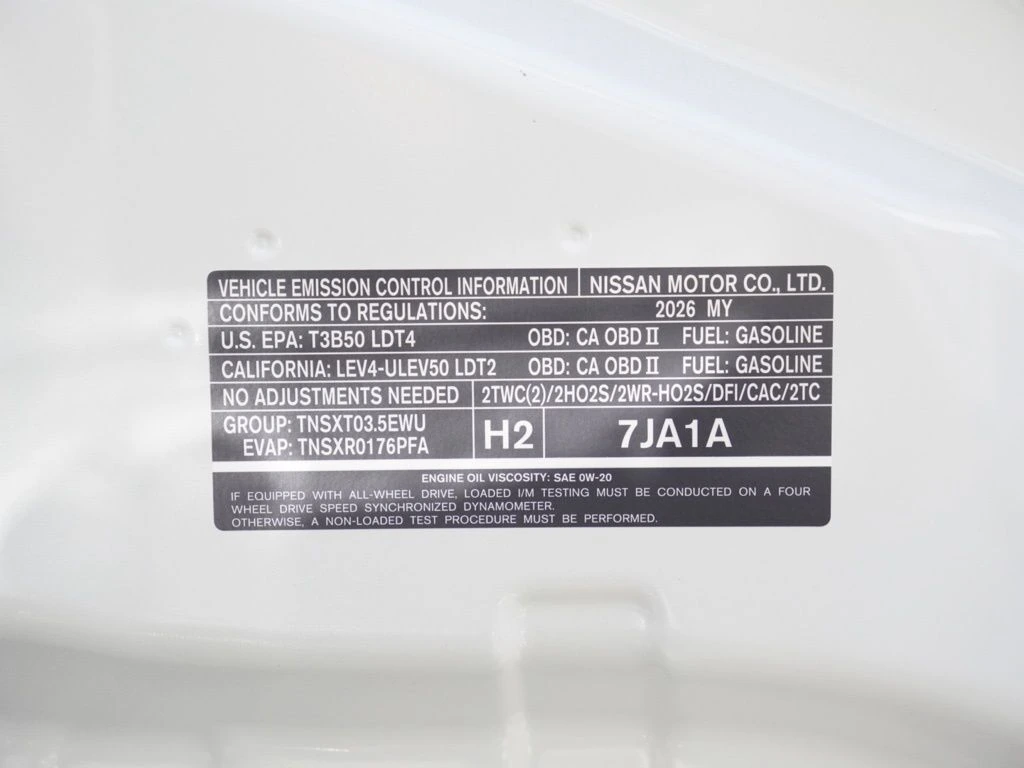 VEHICLE EMISSION CONTROL INFORMATION NISSAN MOTOR CO., LTD.
CONFORMS TO REGULATIONS: 2026 MY
U.S. EPA: T3B50 LDT4 OBD: CA OBD II FUEL: GASOLINE
CALIFORNIA: LEV4-ULEV50 LDT2 OBD: CA OBD II FUEL: GASOLINE
NO ADJUSTMENTS NEEDED 2TWC(2)/2HO2S/2WR-HO2S/DFI/CAC/2TC
GROUP: TNSXT03.5EWU
EVAP: TNSXR0176PFA
H2 7JA1A
ENGINE OIL VISCOSITY: SAE 0W-20
IF EQUIPPED WITH ALL-WHEEL DRIVE, LOADED I/M TESTING MUST BE CONDUCTED ON A FOUR
WHEEL DRIVE SPEED SYNCHRONIZED DYNAMOMETER.
OTHERWISE, A NON-LOADED TEST PROCEDURE MUST BE PERFORMED.